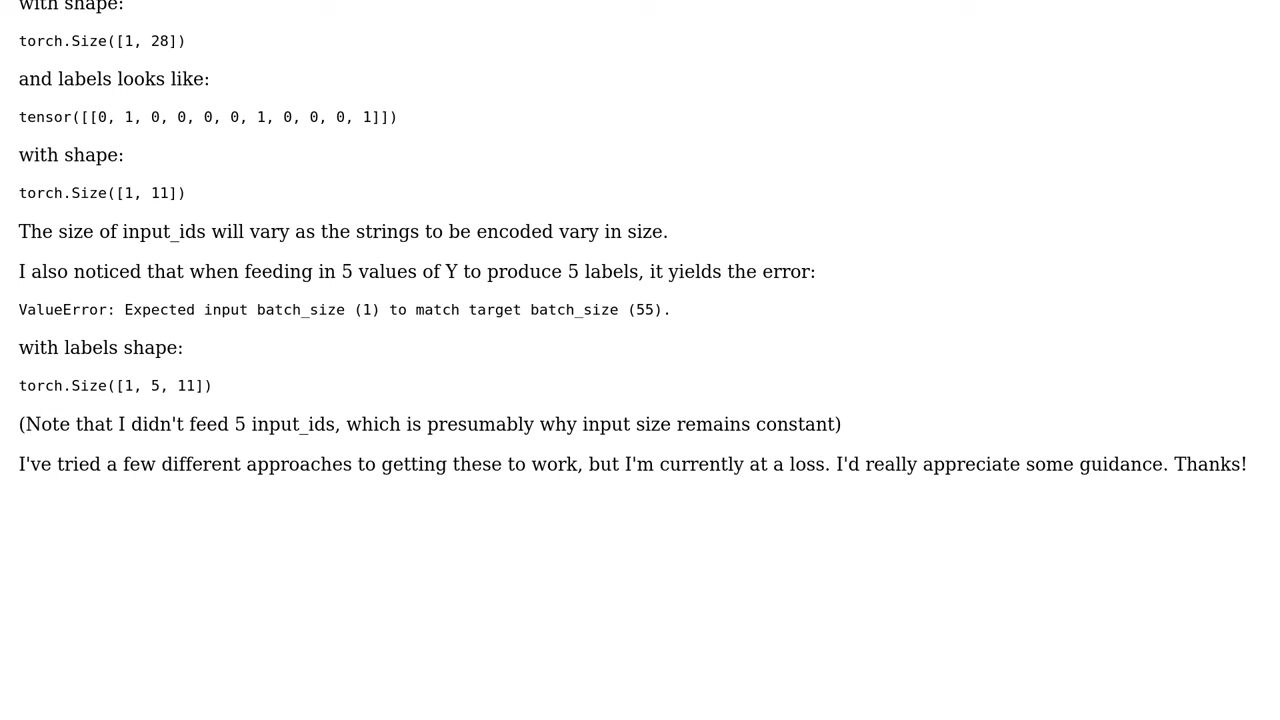 with shape:
torch.Size([1, 28])
and labels looks like:
tensor([[0, 1, 0, 0, 0, 0, 1, 0, 0, 0, 1]])
with shape:
torch.Size([1, 11])
The size of input_ids will vary as the strings to be encoded vary in size.
I also noticed that when feeding in 5 values of Y to produce 5 labels, it yields the error:
ValueError: Expected input batch_size (1) to match target batch_size (55).
with labels shape:
torch.Size([1, 5, 11])
(Note that I didn't feed 5 input_ids, which is presumably why input size remains constant)
I've tried a few different approaches to getting these to work, but I'm currently at a loss. I'd really appreciate some guidance. Thanks!